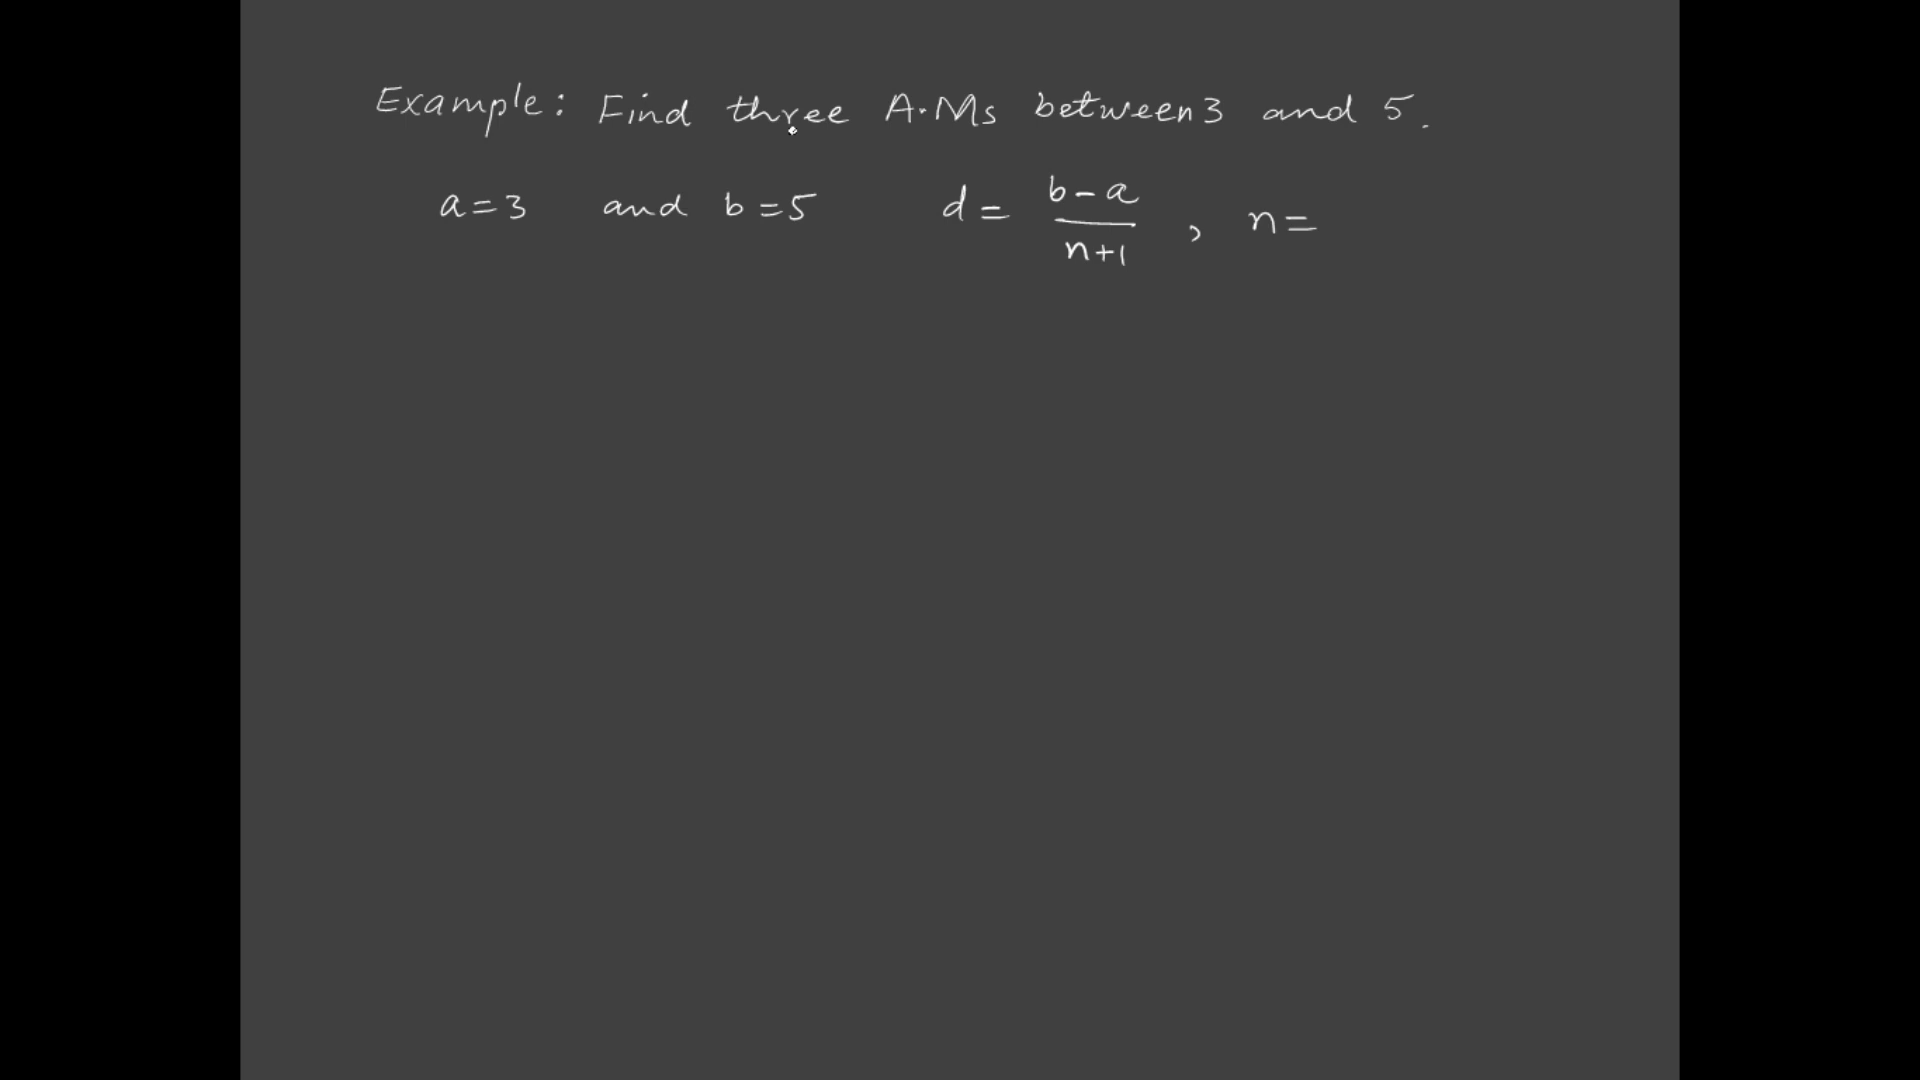 Example: Find three A.Ms between 3 and 5.
a=3 and b=5 d= b-a / n+1 , n=